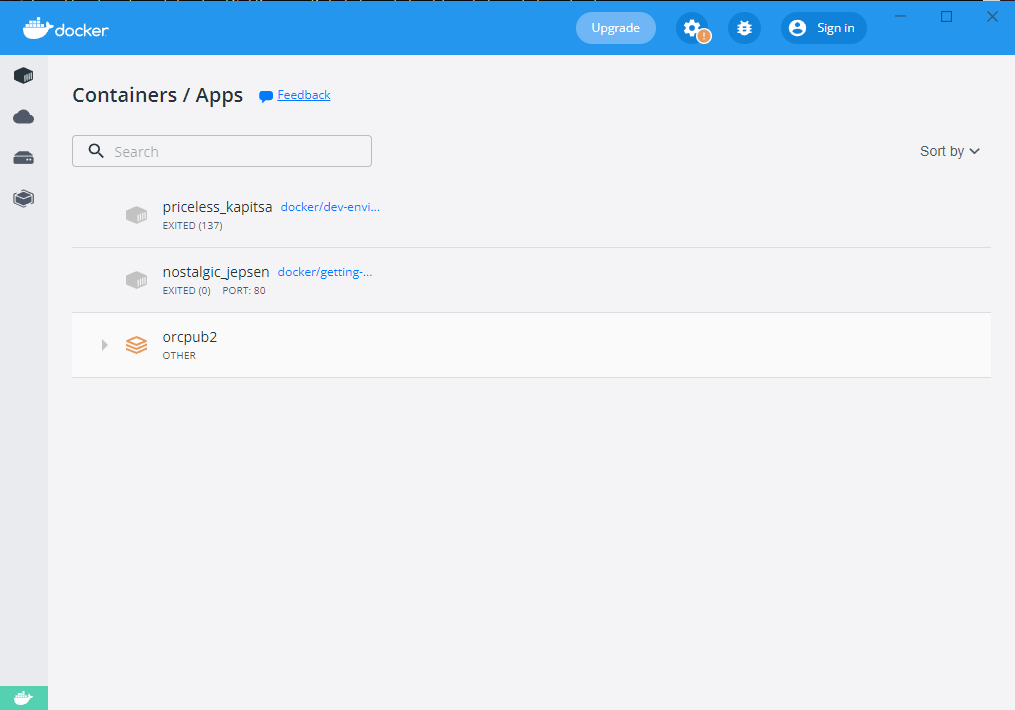 docker
Upgrade
!
Sign in
Containers / Apps
Feedback
Search
Sort by
priceless_kapitsa docker/dev-envi...
EXITED (137)
nostalgic_jepsen docker/getting-...
EXITED (0) PORT: 80
orcpub2
OTHER